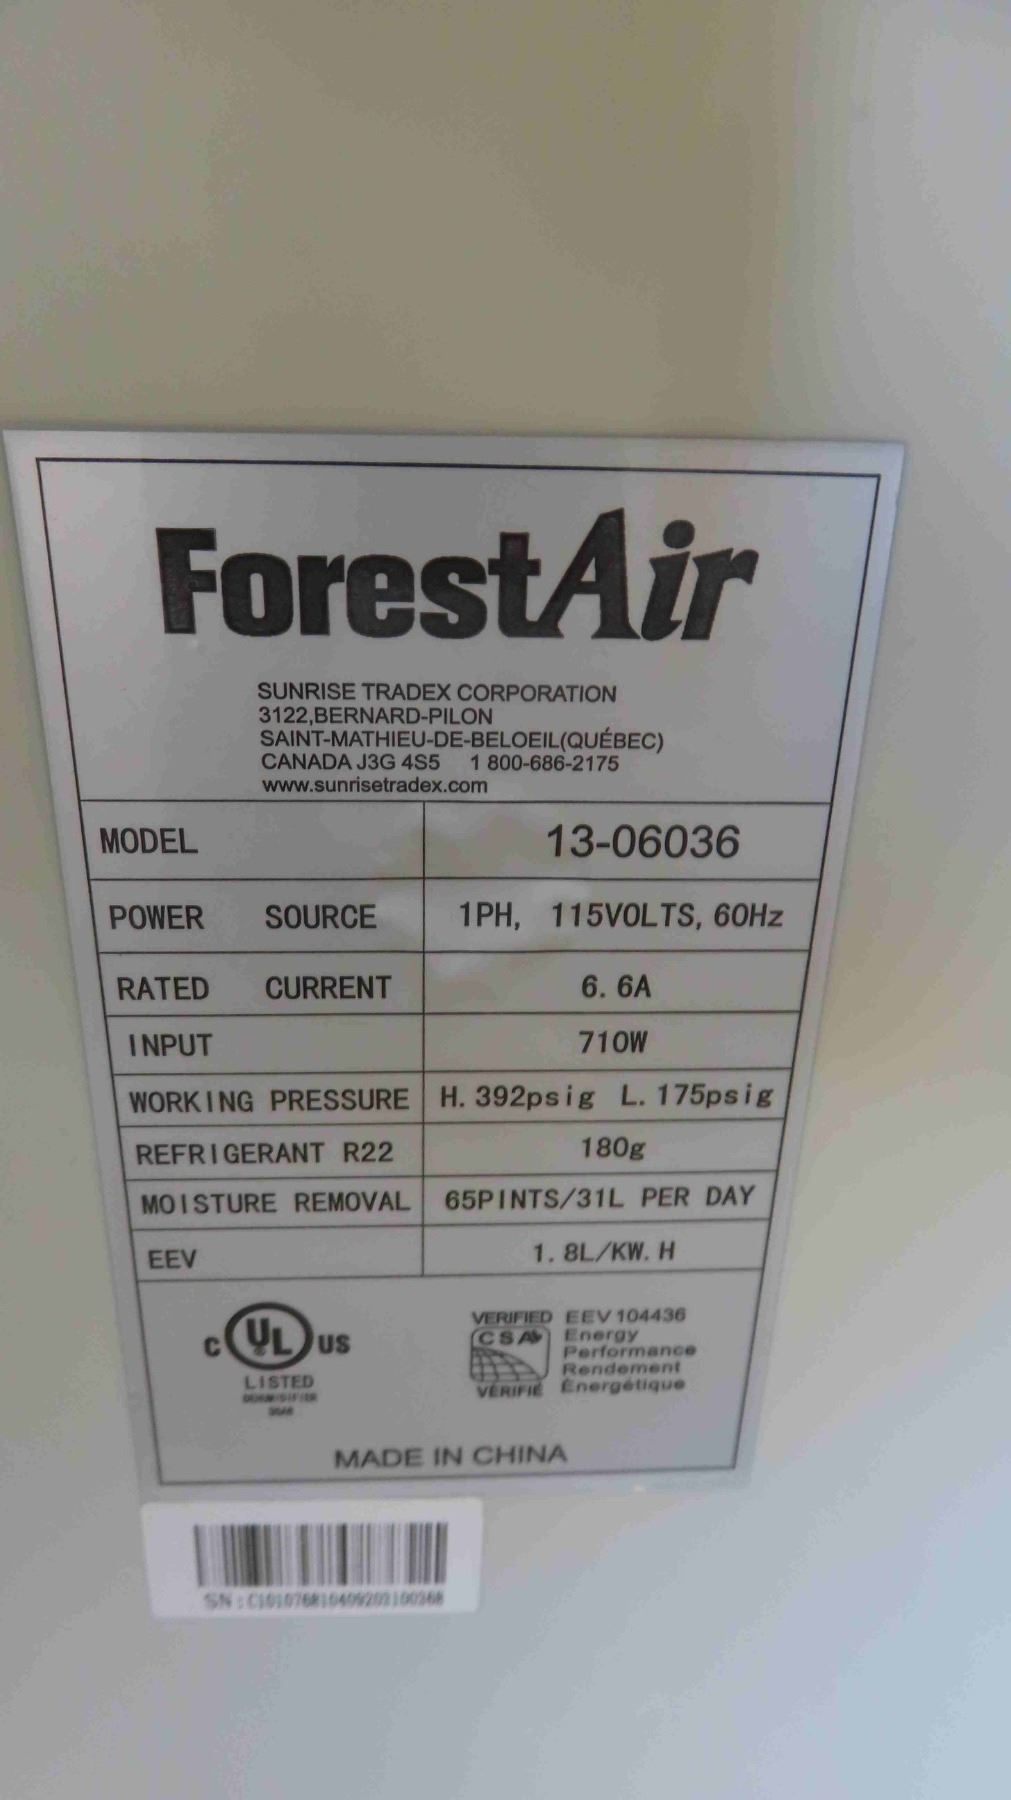 ForestAir
SUNRISE TRADEX CORPORATION
3122,BERNARD-PILON
SAINT-MATHIEU-DE-BELOEIL(QUÉBEC)
CANADA J3G 4S5 1 800-686-2175
www.sunrisetradex.com
MODEL 13-06036
POWER SOURCE 1PH, 115VOLTS, 60Hz
RATED CURRENT 6.6A
INPUT 710W
WORKING PRESSURE H.392psig L.175psig
REFRIGERANT R22 180g
MOISTURE REMOVAL 65PINTS/31L PER DAY
EEV 1.8L/KW.H
C UL ® US
LISTED
DEHUMIDIFIER
VERIFIED EEV 104436
CSA Energy
Performance
Rendement
VÉRIFIÉ Énergétique
MADE IN CHINA